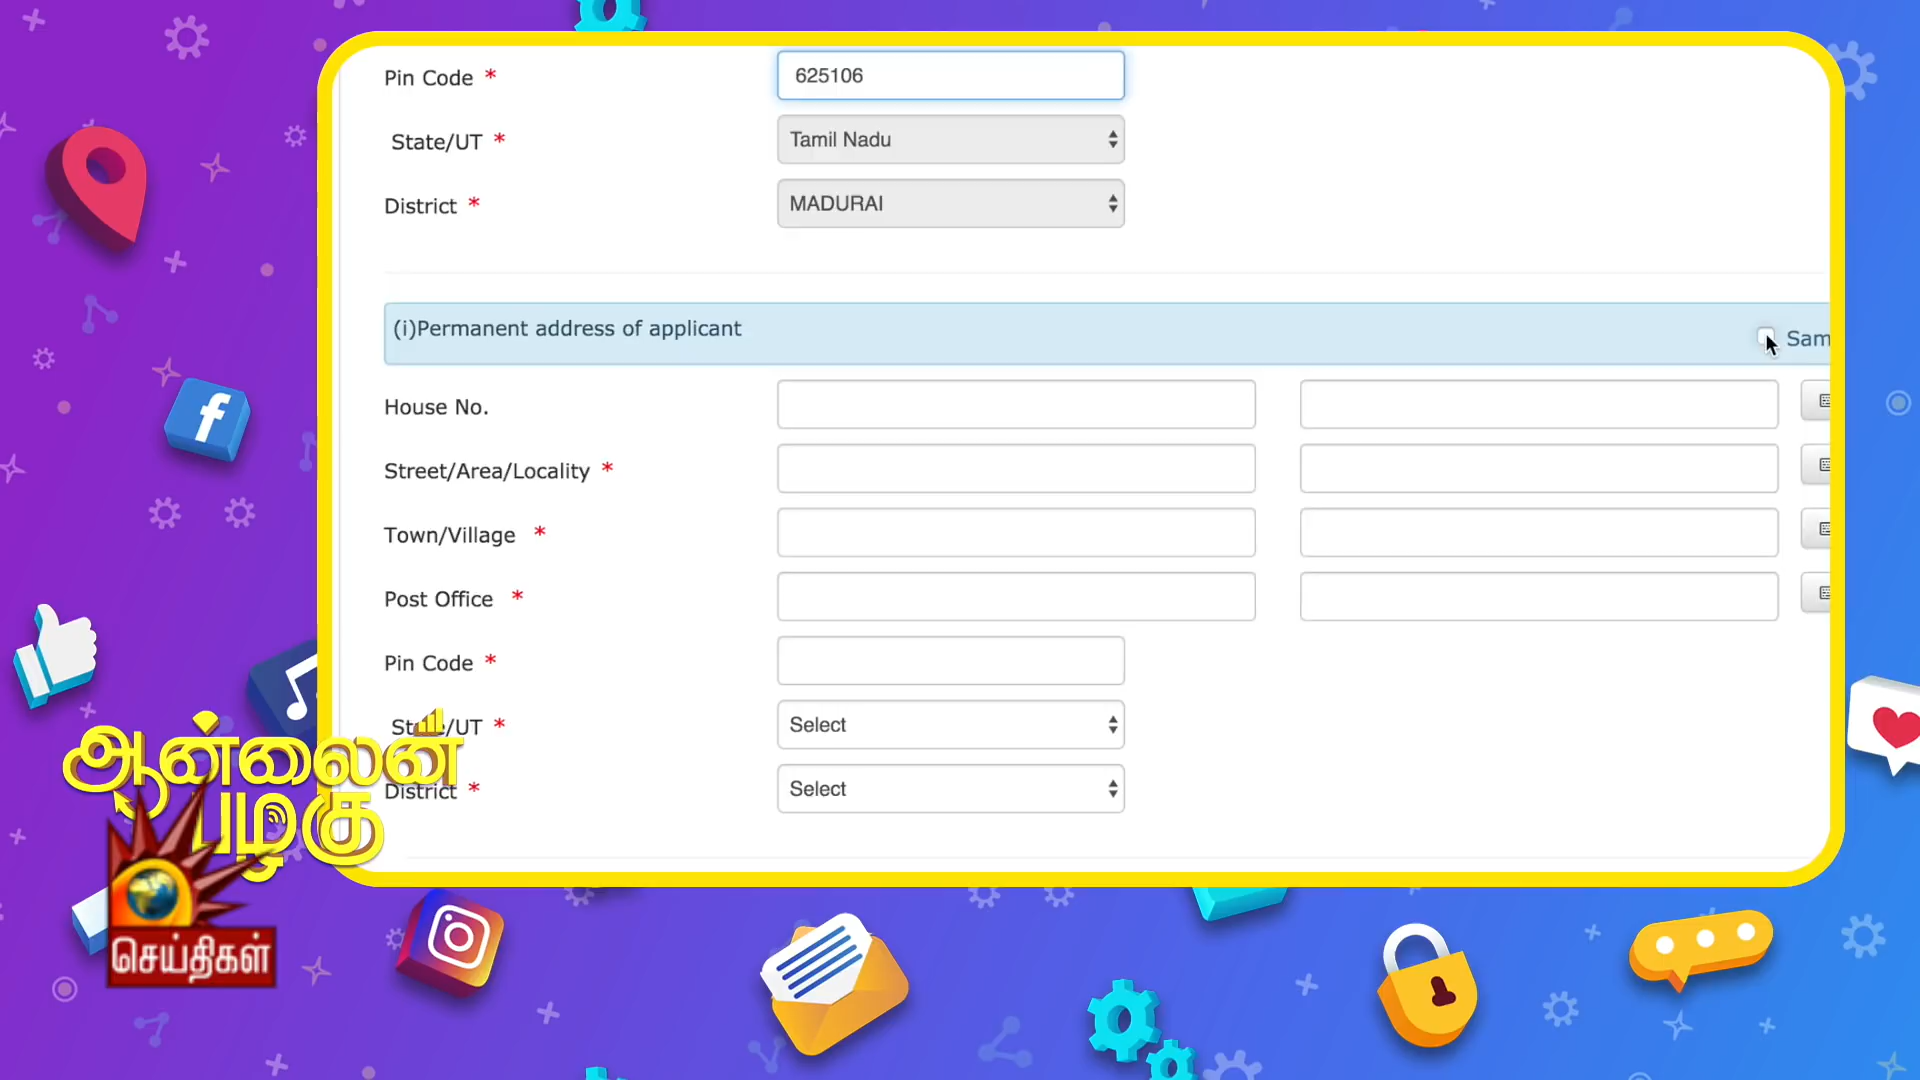 Pin Code * 625106
State/UT * Tamil Nadu
District * MADURAI
(i)Permanent address of applicant
Sam
House No.
Street/Area/Locality *
Town/Village *
Post Office *
Pin Code *
State/UT * Select
District * Select
ஆன்லைன்
பழகு
செய்திகள்